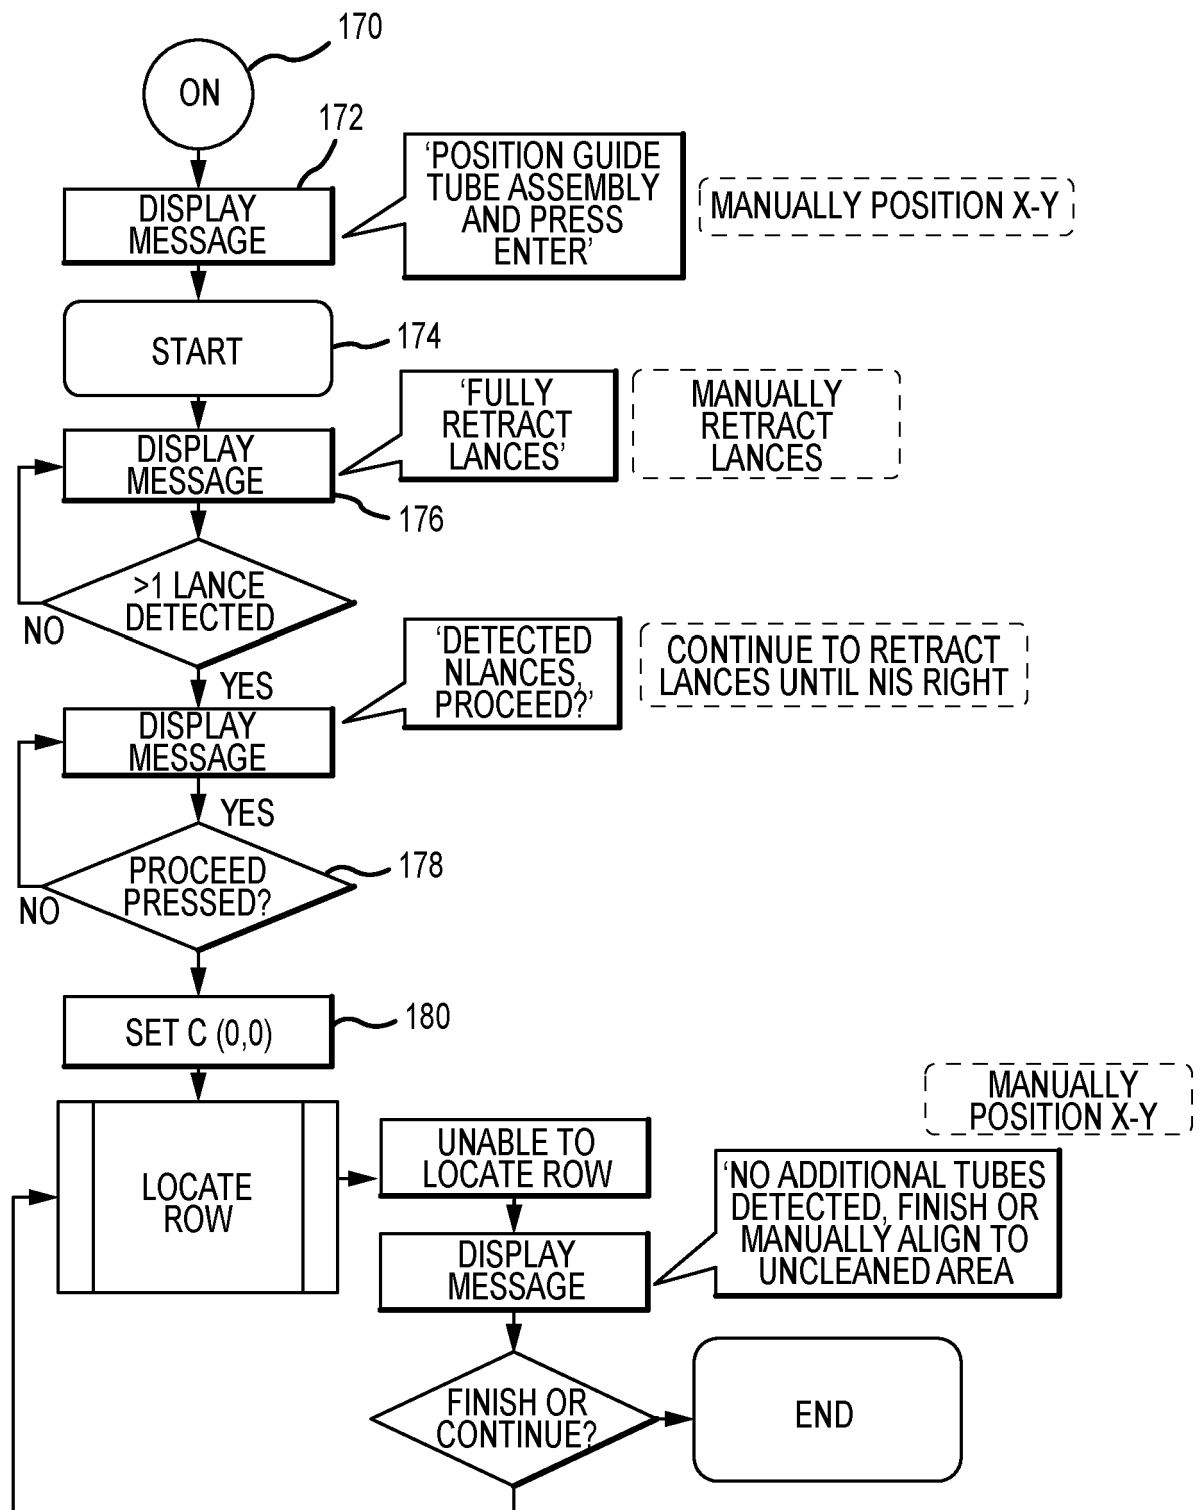 170
ON
172
DISPLAY
MESSAGE
‘POSITION GUIDE
TUBE ASSEMBLY
AND PRESS
ENTER’
MANUALLY POSITION X-Y
START
174
DISPLAY
MESSAGE
‘FULLY
RETRACT
LANCES’
MANUALLY
RETRACT
LANCES
176
>1 LANCE
DETECTED
NO
YES
DISPLAY
MESSAGE
‘DETECTED
NLANCES,
PROCEED?’
CONTINUE TO RETRACT
LANCES UNTIL NIS RIGHT
YES
PROCEED
PRESSED?
178
NO
SET C (0,0)
180
LOCATE
ROW
UNABLE TO
LOCATE ROW
MANUALLY
POSITION X-Y
DISPLAY
MESSAGE
‘NO ADDITIONAL TUBES
DETECTED, FINISH OR
MANUALLY ALIGN TO
UNCLEANED AREA
FINISH OR
CONTINUE?
END